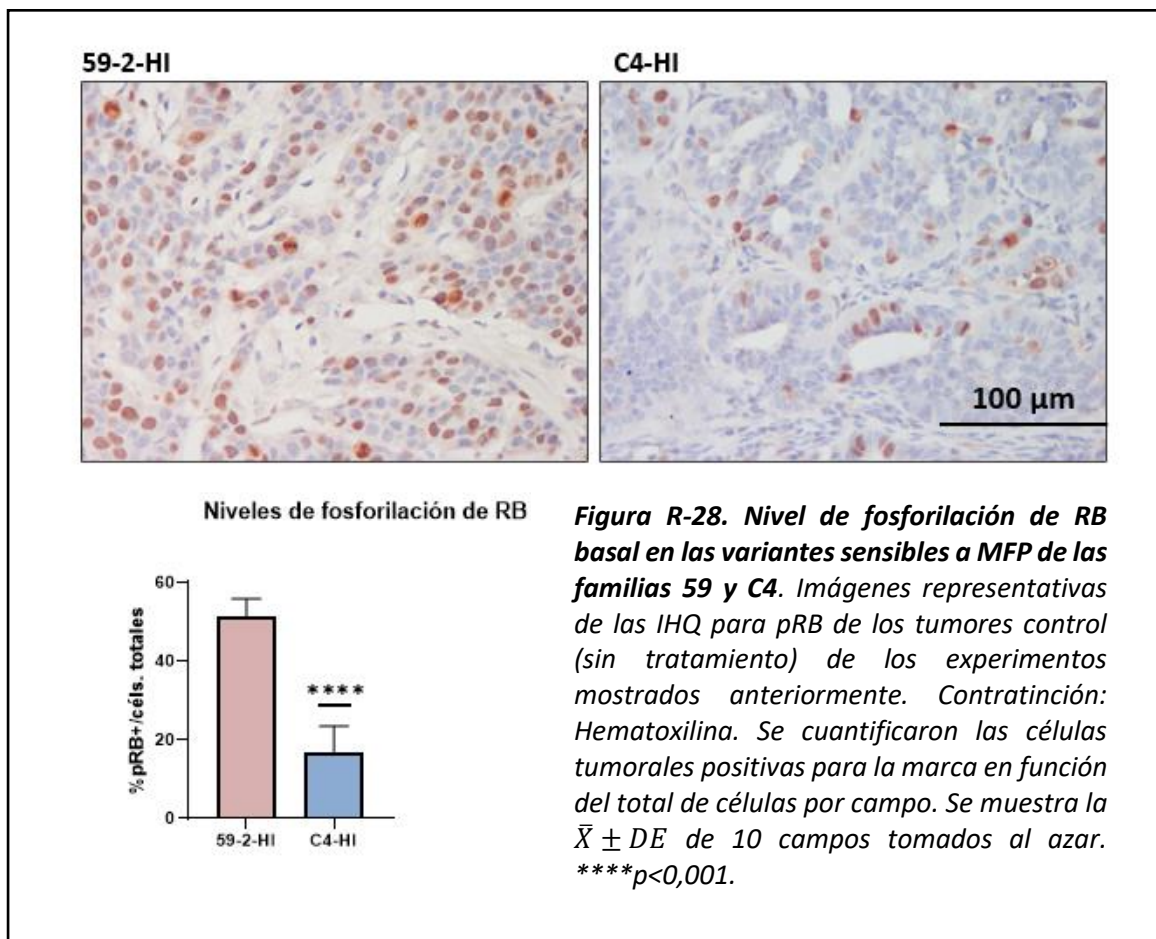 59-2-HI
C4-HI
100 µm
Niveles de fosforilación de RB
%pRB+/céls. totales
60
40
20
0
****
59-2-HI
C4-HI
Figura R-28. Nivel de fosforilación de RB
basal en las variantes sensibles a MFP de las
familias 59 y C4. Imágenes representativas
de las IHQ para pRB de los tumores control
(sin tratamiento) de los experimentos
mostrados anteriormente. Contratinción:
Hematoxilina. Se cuantificaron las células
tumorales positivas para la marca en función
del total de células por campo. Se muestra la
X̄ ± DE de 10 campos tomados al azar.
****p<0,001.